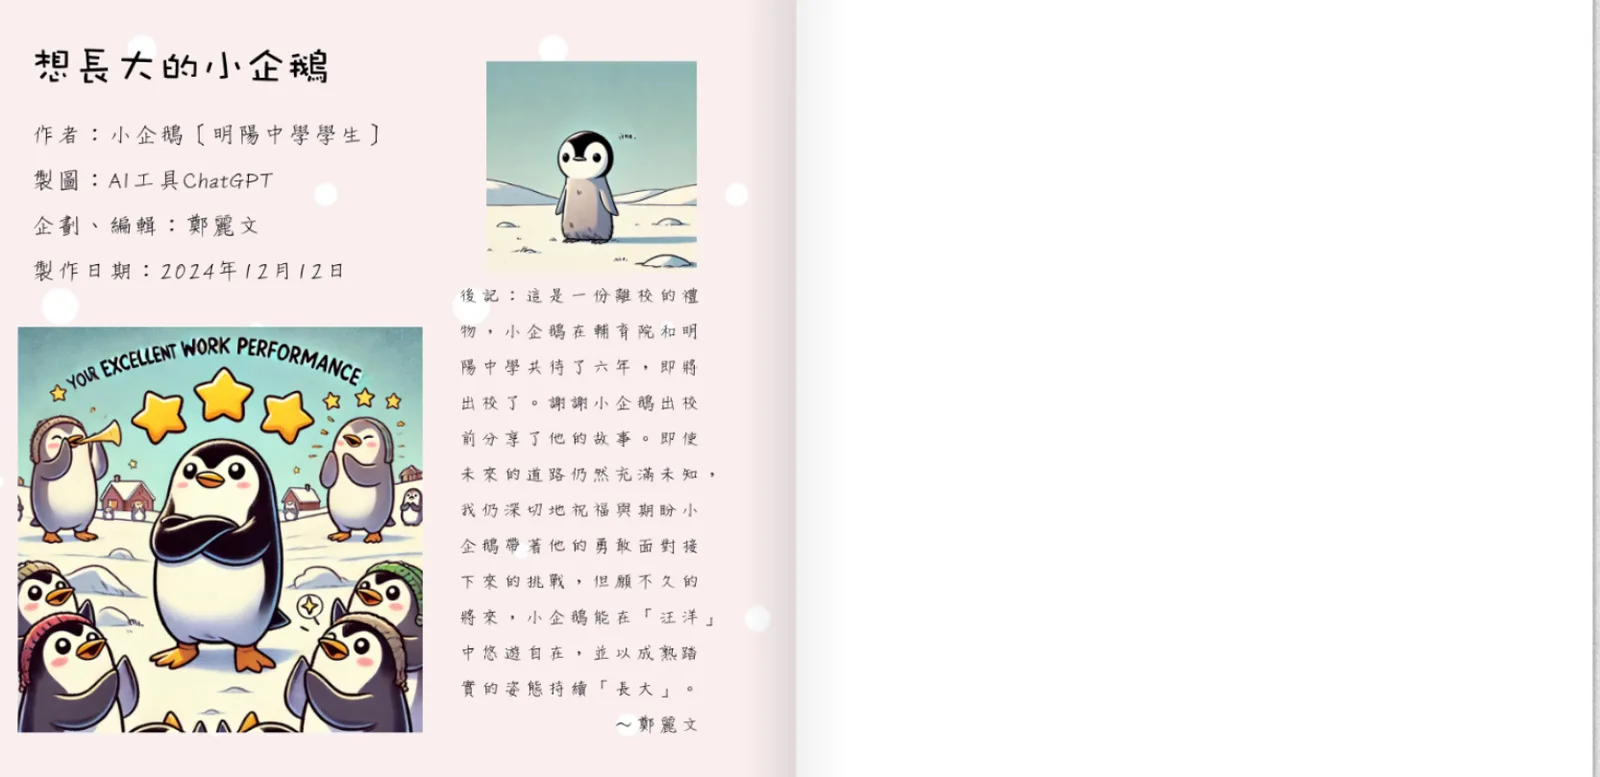 想長大的小企鵝
作者：小企鵝〔明陽中學學生〕
製圖：AI工具ChatGPT
企劃、編輯：鄭麗文
製作日期：2024年12月12日
YOUR EXCELLENT WORK PERFORMANCE
後記：這是一份離校的禮
物，小企鵝在輔育院和明
陽中學共待了六年，即將
出校了。謝謝小企鵝出校
前分享了他的故事。即使
未來的道路仍然充滿未知，
我仍深切地祝福與期盼小
企鵝帶著他的勇敢面對接
下來的挑戰，但願不久的
將來，小企鵝能在「汪洋」
中悠遊自在，並以成熟踏
實的姿態持續「長大」。
～鄭麗文